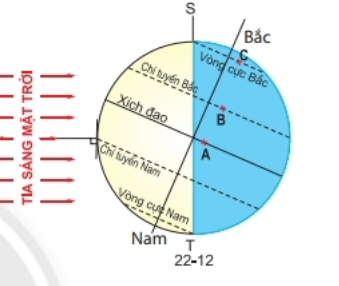 S
Bắc
Vòng cực Bắc
C
Chí tuyến Bắc
B
Xích đạo
A
Chí tuyến Nam
Vòng cực Nam
Nam
T
22-12
TIA SÁNG MẶT TRỜI